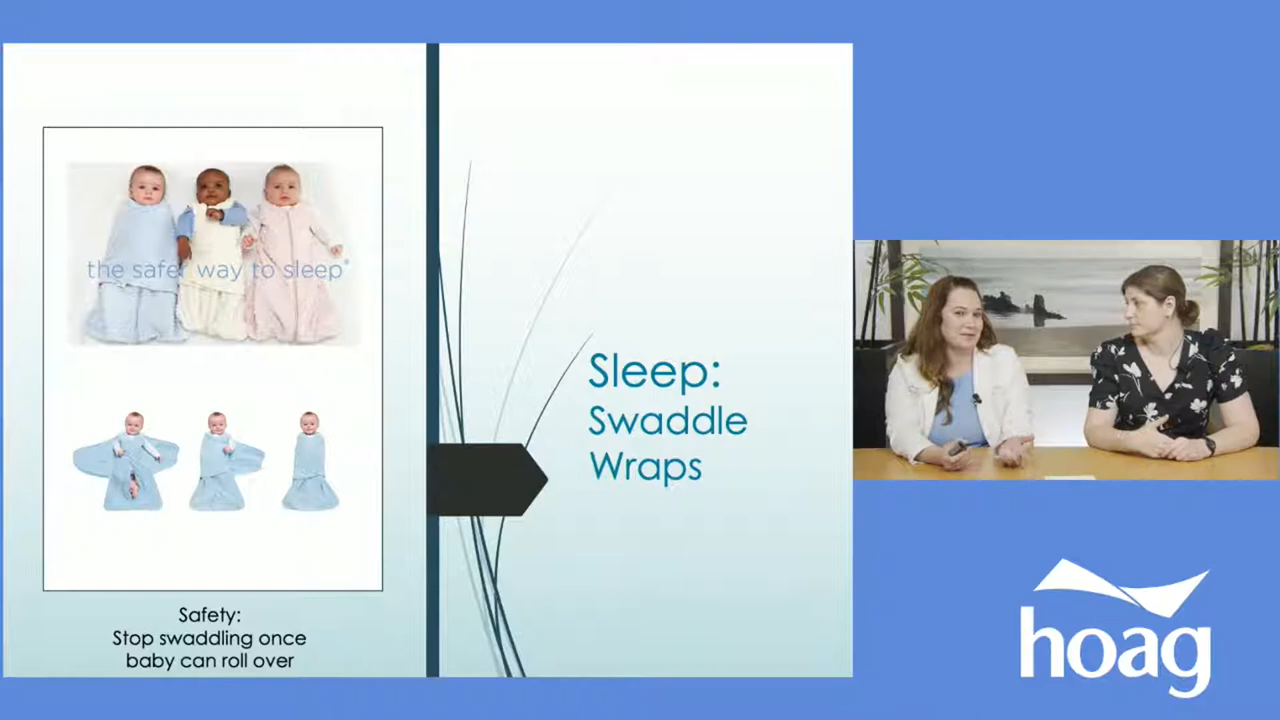 the safer way to sleep®
Safety:
Stop swaddling once
baby can roll over
Sleep:
Swaddle
Wraps
hoag